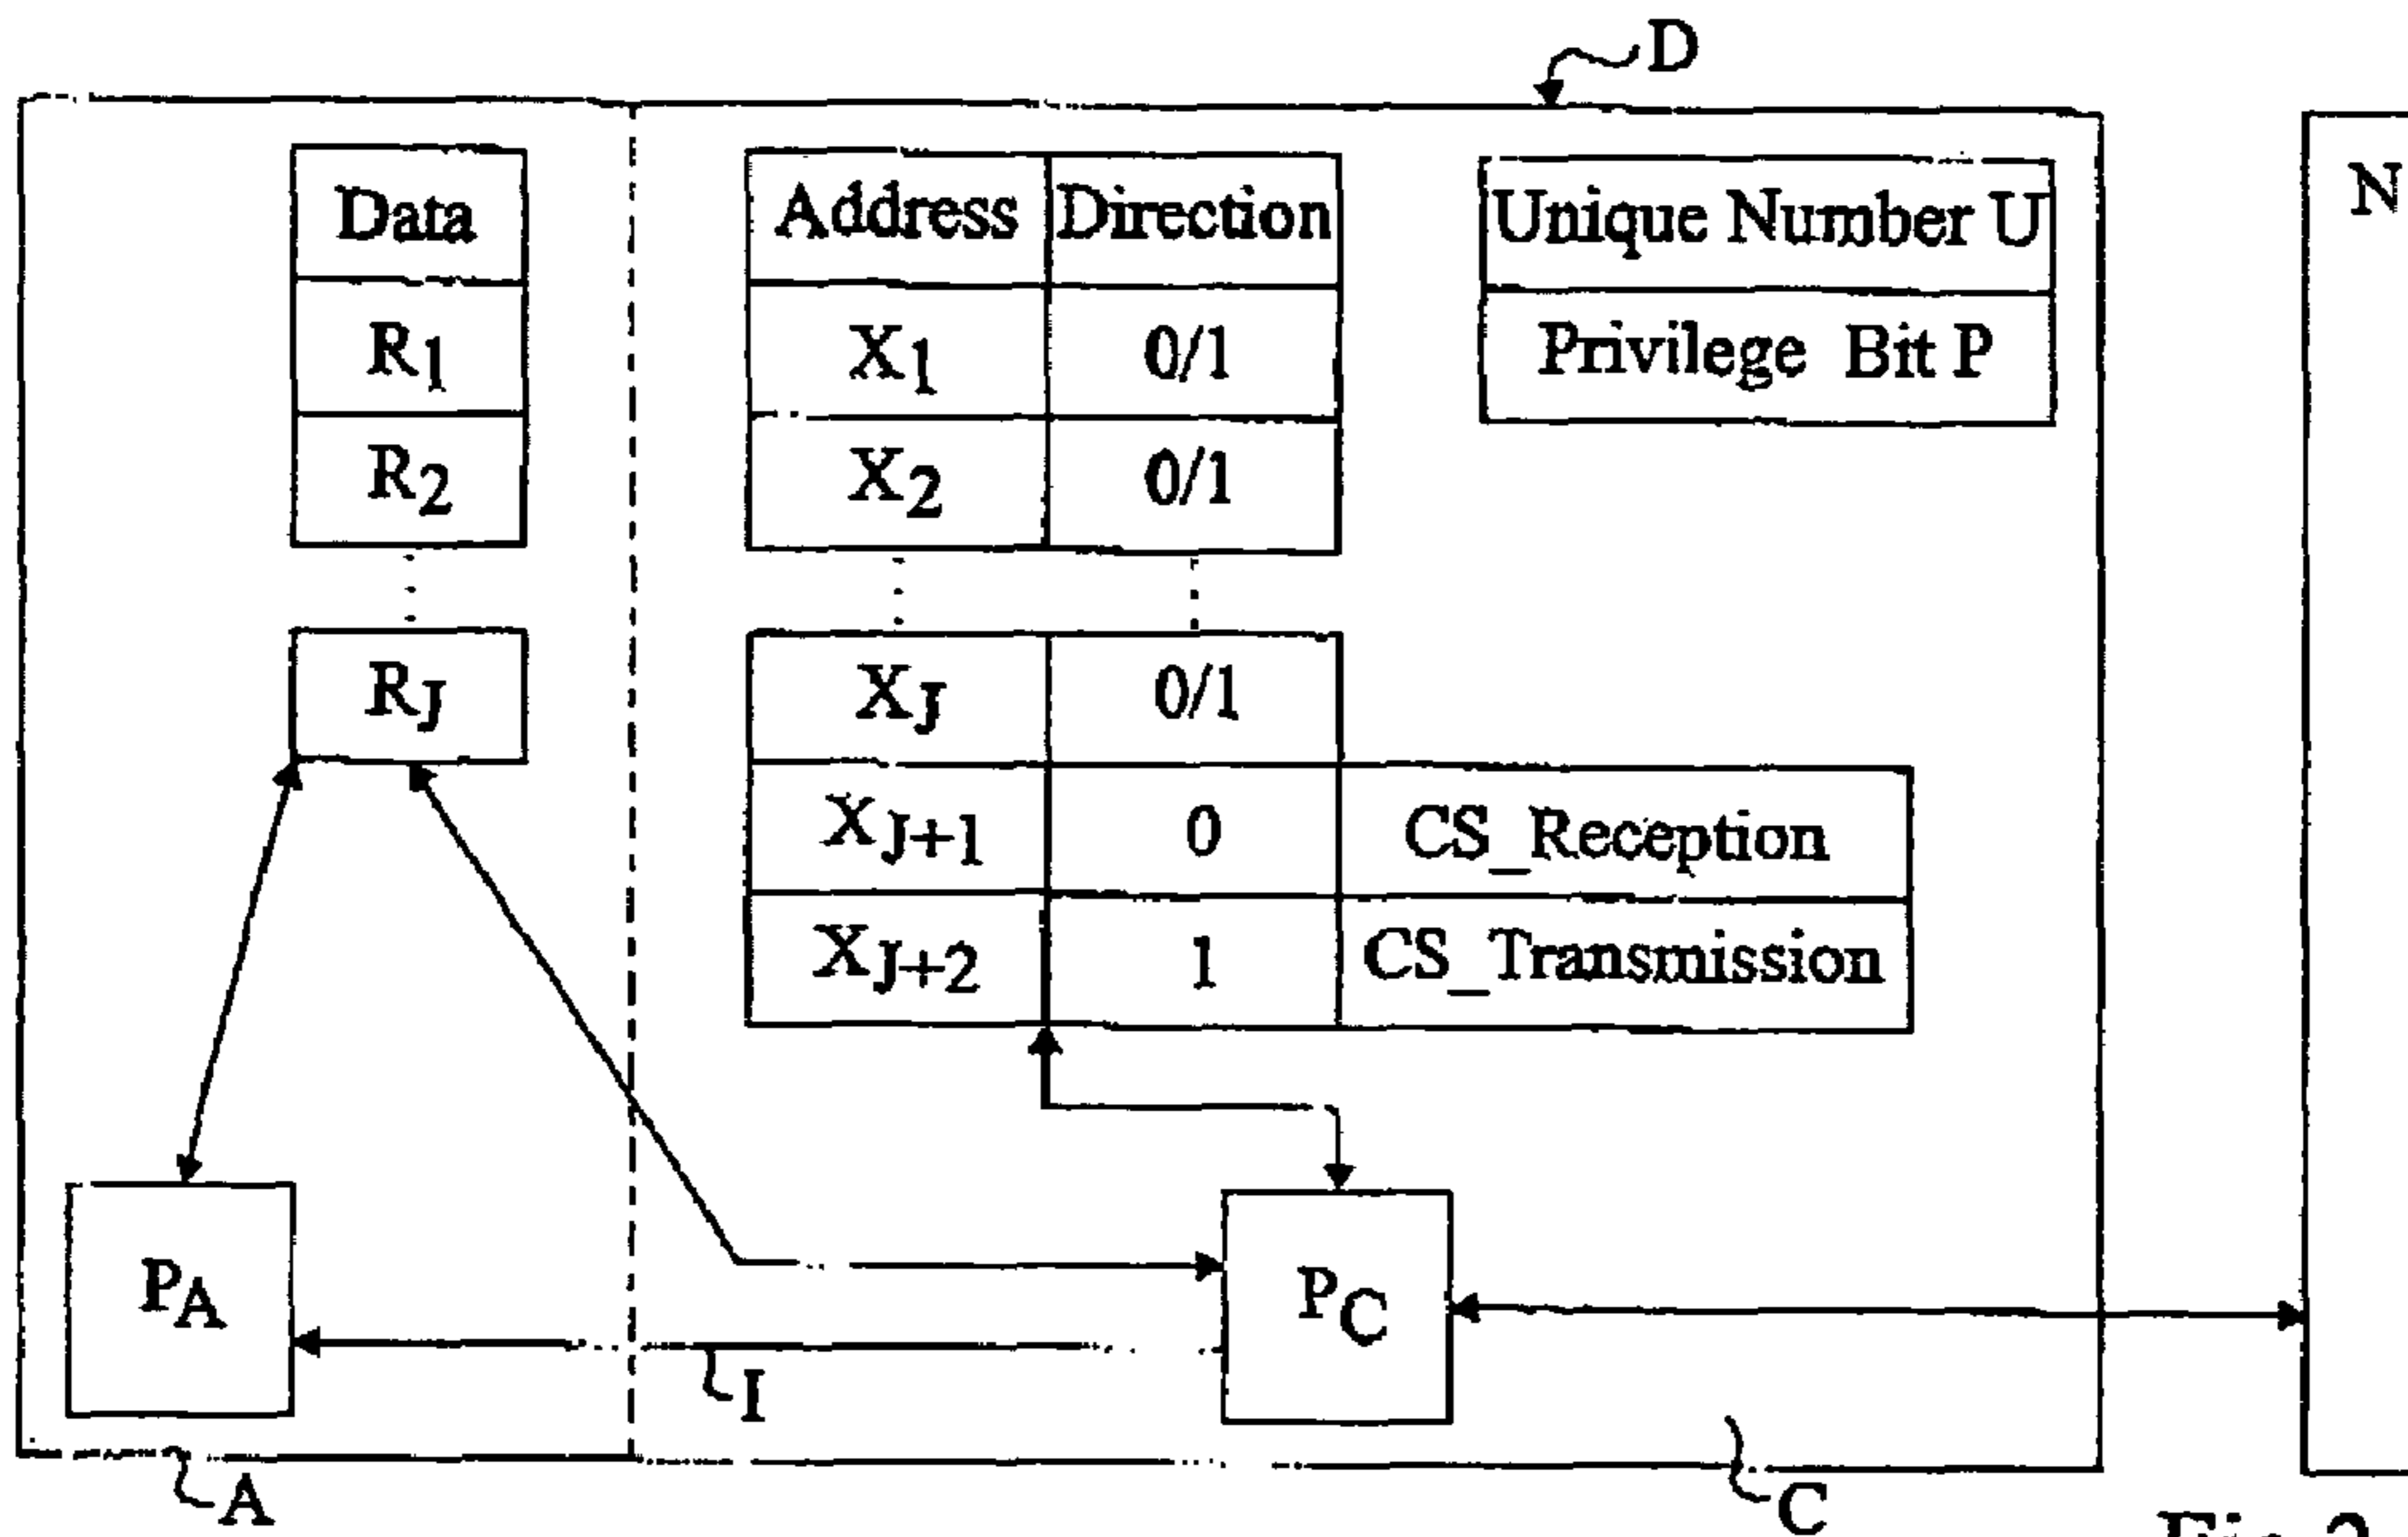 D
Data
R1
R2
RJ
Address Direction
X1 0/1
X2 0/1
XJ 0/1
XJ+1 0 CS_Reception
XJ+2 1 CS_Transmission
Unique Number U
Privilege Bit P
N
PA
PC
I
A
C